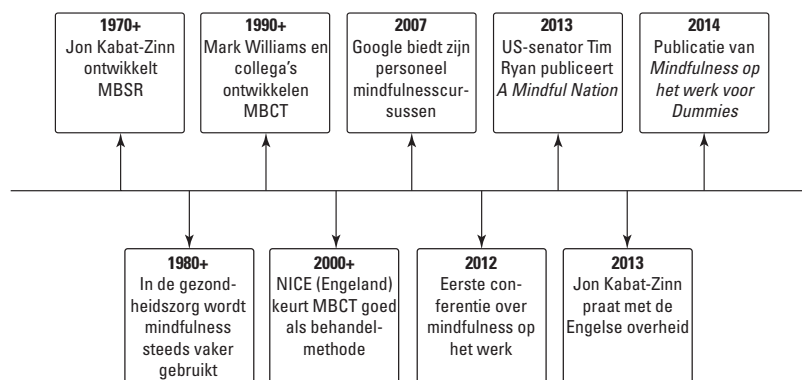 1970+
Jon Kabat-Zinn
ontwikkelt
MBSR
1990+
Mark Williams en
collega's
ontwikkelen
MBCT
2007
Google biedt zijn
personeel
mindfulnesscur-
sussen
2013
US-senator Tim
Ryan publiceert
A Mindful Nation
2014
Publicatie van
Mindfulness op
het werk voor
Dummies
1980+
In de gezond-
heidszorg wordt
mindfulness
steeds vaker
gebruikt
2000+
NICE (Engeland)
keurt MBCT goed
als behandel-
methode
2012
Eerste con-
ferentie over
mindfulness op
het werk
2013
Jon Kabat-Zinn
praat met de
Engelse overheid